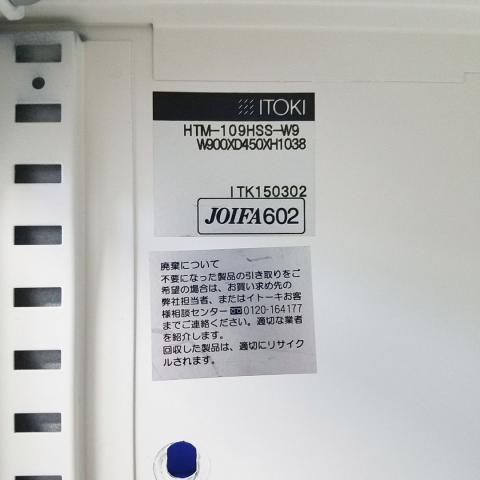 ITOKI
HTM-109HSS-W9
W900XD450XH1038
ITK150302
JOIFA602
廃棄について
不要になった製品の引き取りをご
希望の場合は、お買い求め先の
弊社担当者、またはイトーキお客
様相談センター 0120-164177
までご連絡ください。適切な業者
を紹介します。
回収した製品は、適切にリサイク
ルされます。